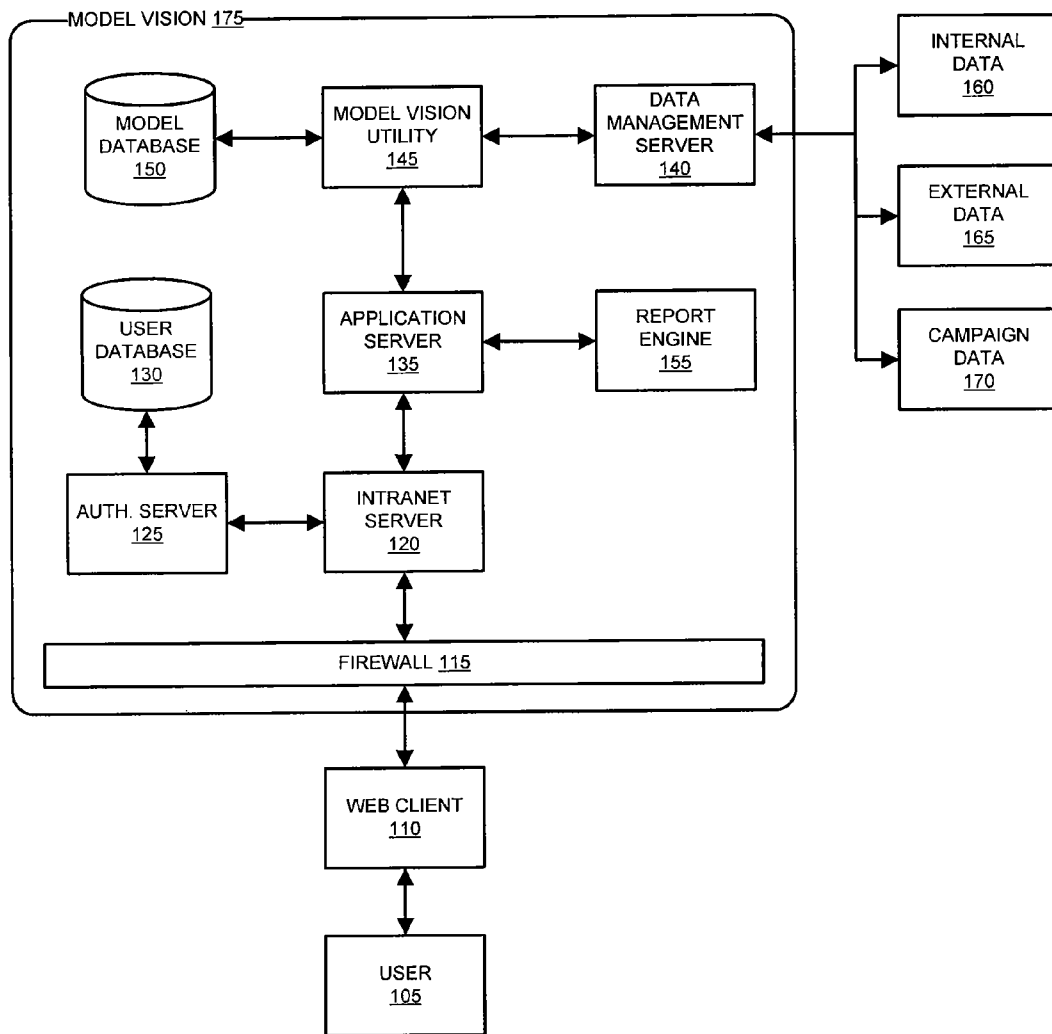 MODEL VISION 175
MODEL
DATABASE
150
MODEL VISION
UTILITY
145
DATA
MANAGEMENT
SERVER
140
INTERNAL
DATA
160
EXTERNAL
DATA
165
CAMPAIGN
DATA
170
USER
DATABASE
130
APPLICATION
SERVER
135
REPORT
ENGINE
155
AUTH. SERVER
125
INTRANET
SERVER
120
FIREWALL 115
WEB CLIENT
110
USER
105